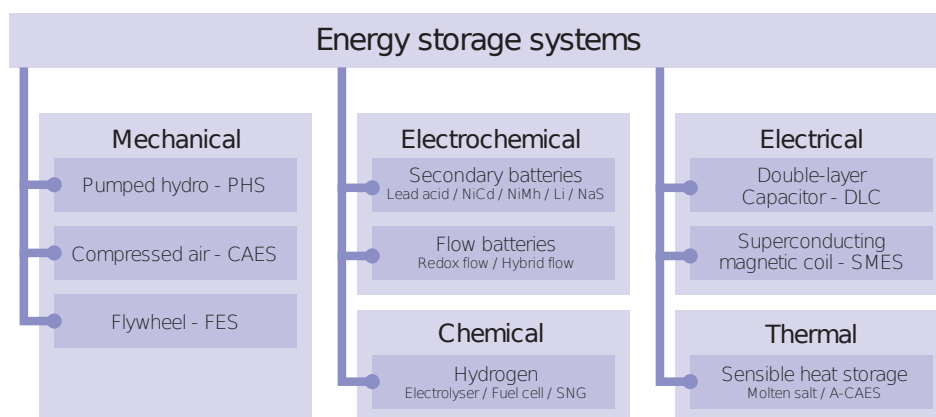 Energy storage systems
Mechanical
Pumped hydro - PHS
Compressed air - CAES
Flywheel - FES
Electrochemical
Secondary batteries
Lead acid / NiCd / NiMh / Li / NaS
Flow batteries
Redox flow / Hybrid flow
Chemical
Hydrogen
Electrolyser / Fuel cell / SNG
Electrical
Double-layer
Capacitor - DLC
Superconducting
magnetic coil - SMES
Thermal
Sensible heat storage
Molten salt / A-CAES